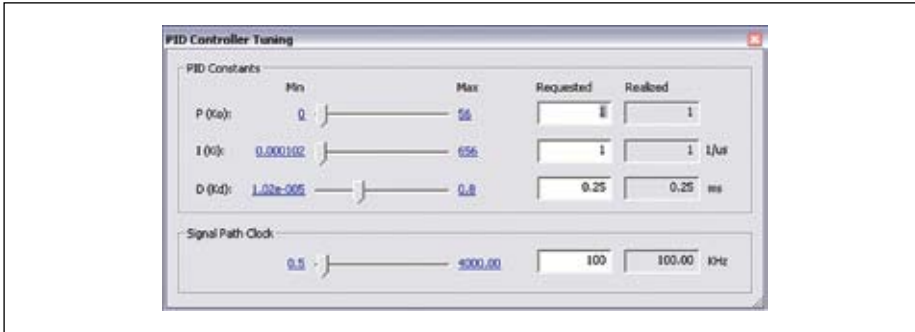 PID Controller Tuning
PID Constants
Min Max Requested Realized
P (Kp): 0 56 1 1
I (Ki): 0.000102 656 1 1 1/us
D (Kd): 1.02e-005 0.8 0.25 0.25 ms
Signal Path Clock
0.5 4000.00 100 100.00 KHz